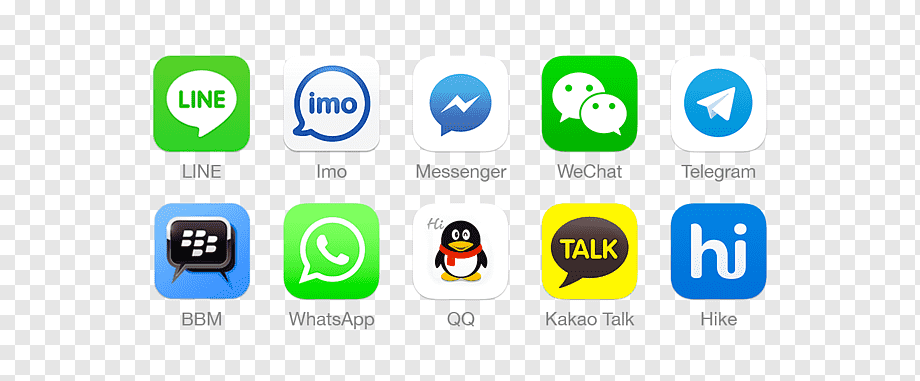 LINE
imo
LINE Imo Messenger WeChat Telegram
Hi
TALK
hi
BBM WhatsApp QQ Kakao Talk Hike